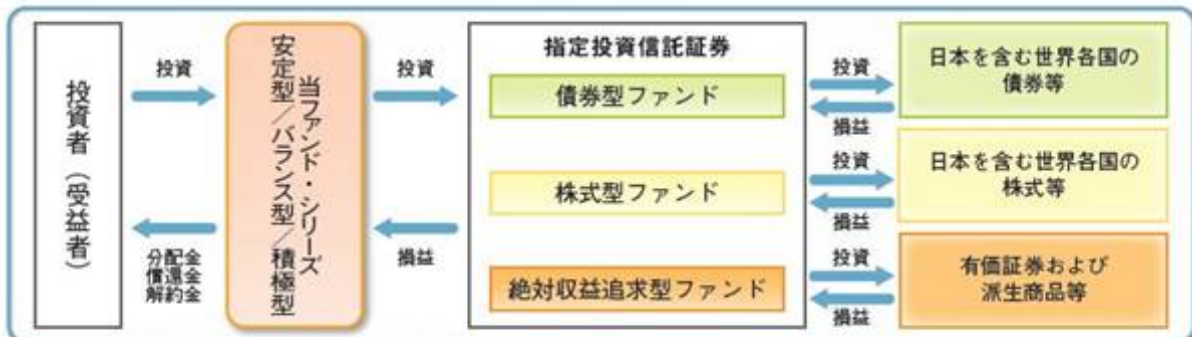 投資者（受益者）
投資
分配金
償還金
解約金
当ファンド・シリーズ
安定型／バランス型／積極型
投資
損益
指定投資信託証券
債券型ファンド
株式型ファンド
絶対収益追求型ファンド
投資
損益
投資
損益
投資
損益
日本を含む世界各国の
債券等
日本を含む世界各国の
株式等
有価証券および
派生商品等